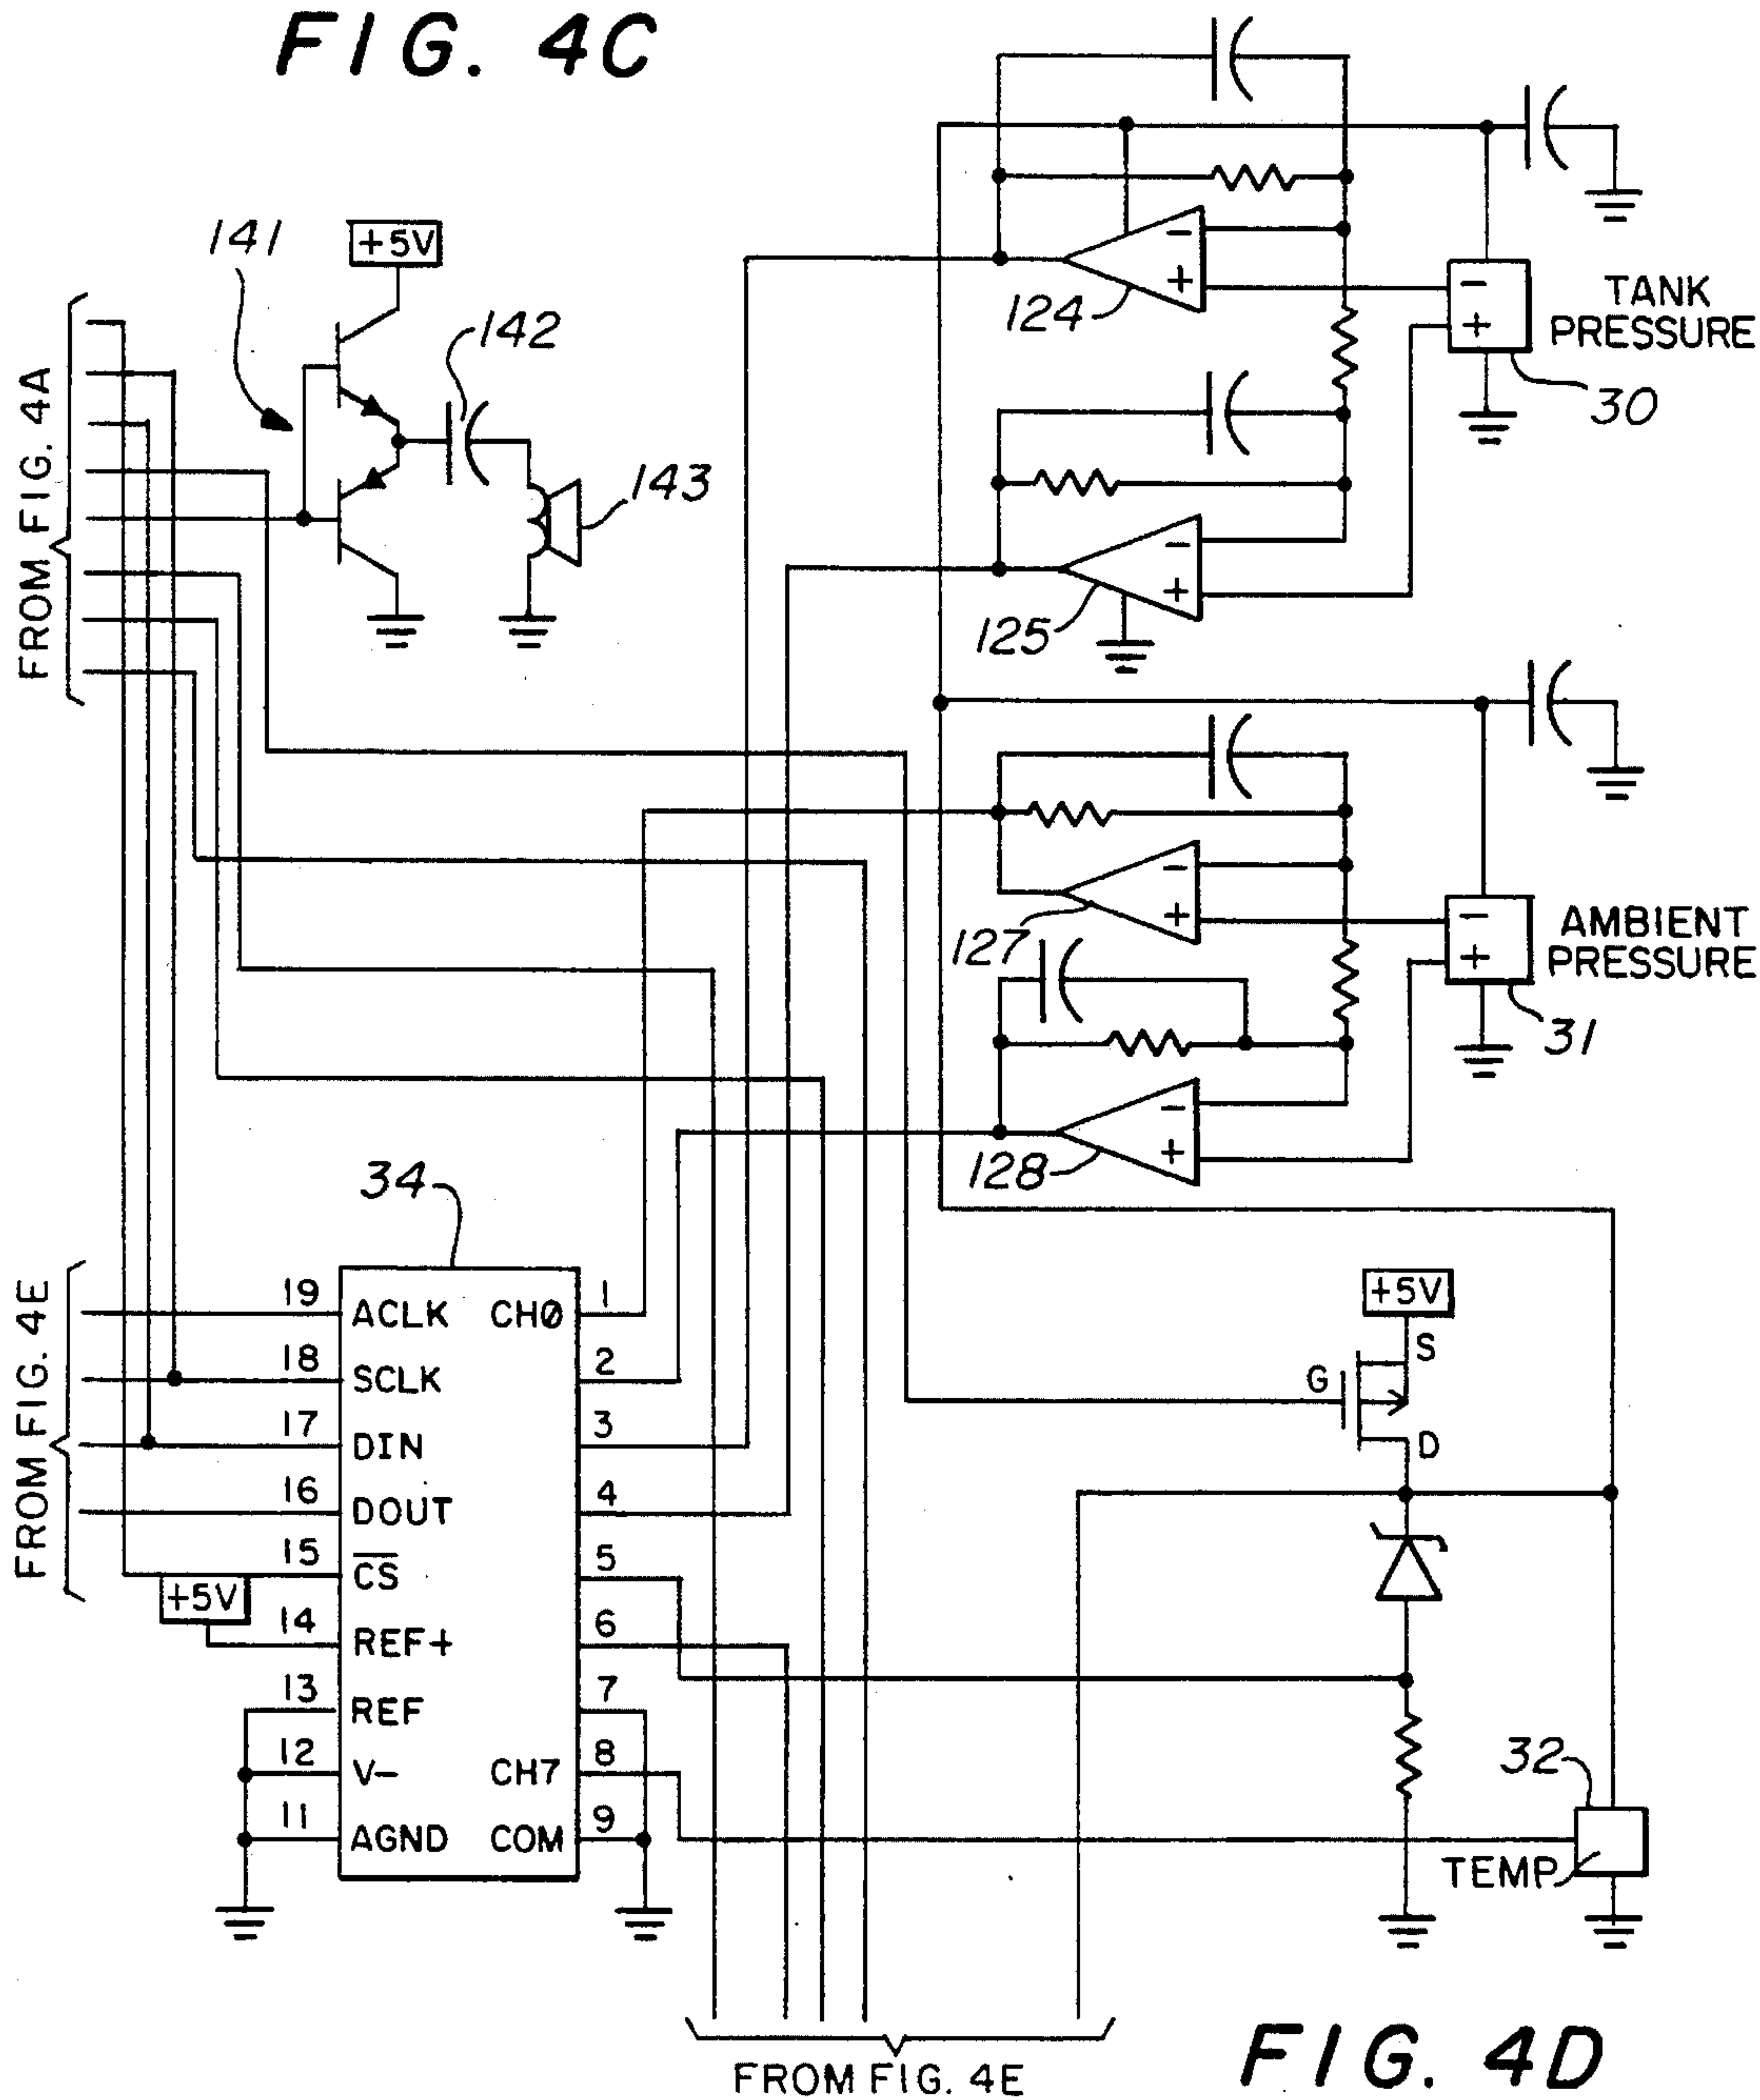 FIG. 4C
141
+5V
142
143
FROM FIG. 4A
124
-
+
TANK
PRESSURE
-
+
30
125
-
+
127
-
+
AMBIENT
PRESSURE
-
+
31
128
-
+
34
FROM FIG. 4E
19 ACLK CH0 1
18 SCLK 2
17 DIN 3
16 DOUT 4
15 CS 5
+5V
14 REF+ 6
13 REF 7
12 V- CH7 8
11 AGND COM 9
+5V
S
G
D
32
TEMP
FROM FIG. 4E
FIG. 4D